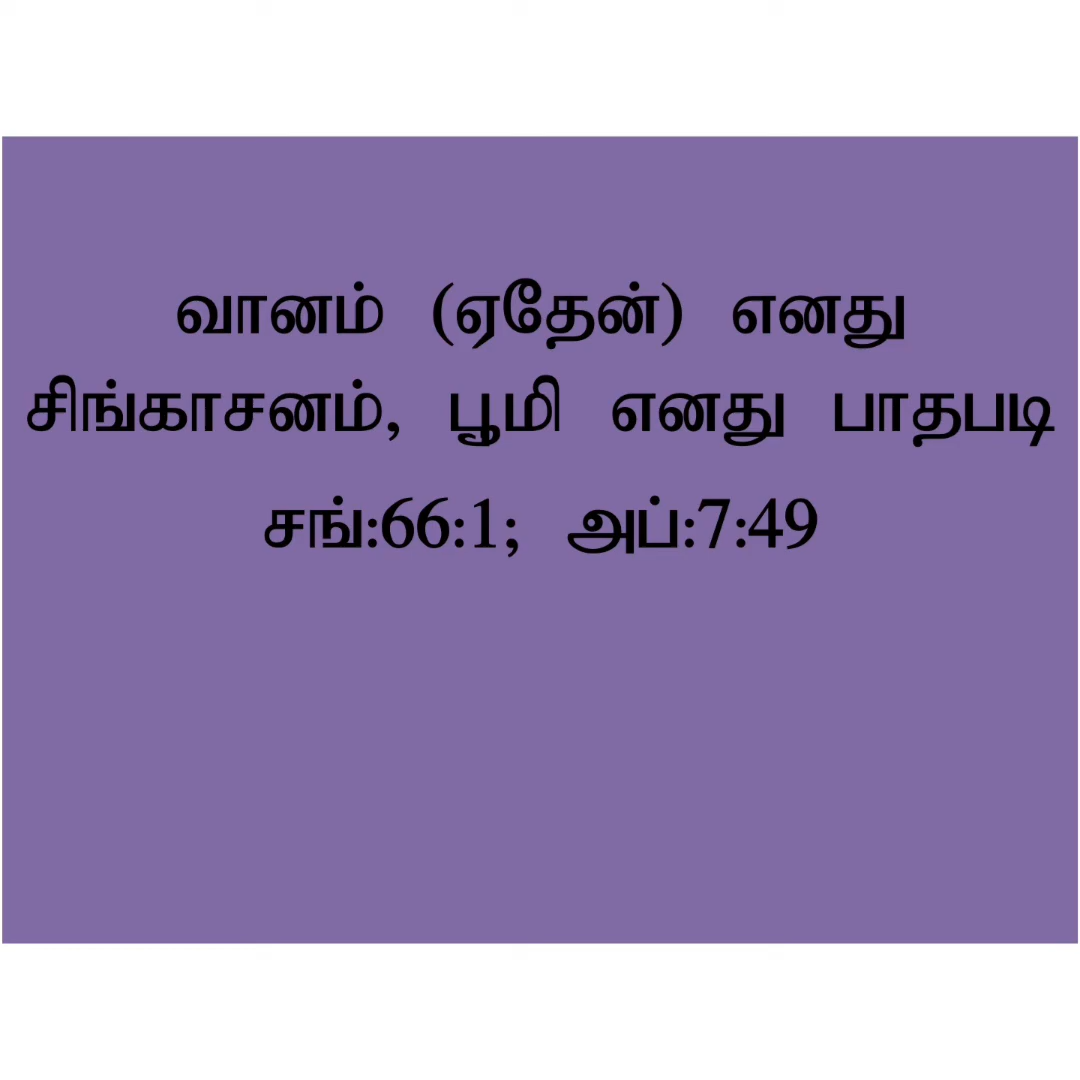 வானம் (ஏதேன்) எனது
சிங்காசனம், பூமி எனது பாதபடி
சங்:66:1; அப்:7:49